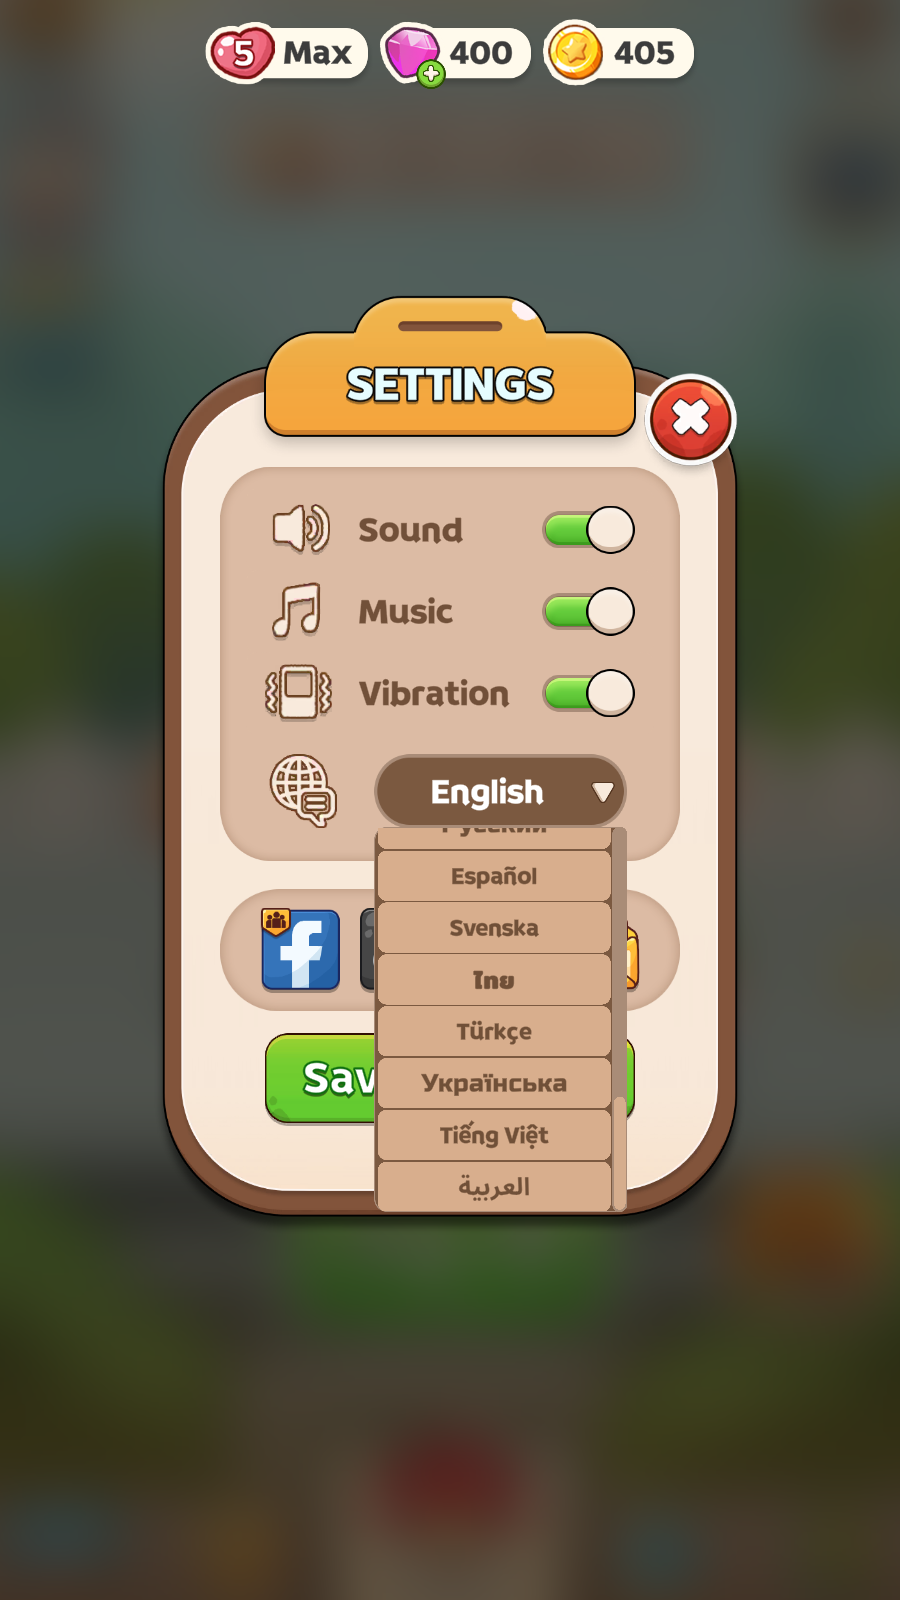 5 Max 400 405
SETTINGS
Sound
Music
Vibration
English
Русский
Español
Svenska
ไทย
Türkçe
Українська
Tiếng Việt
العربية